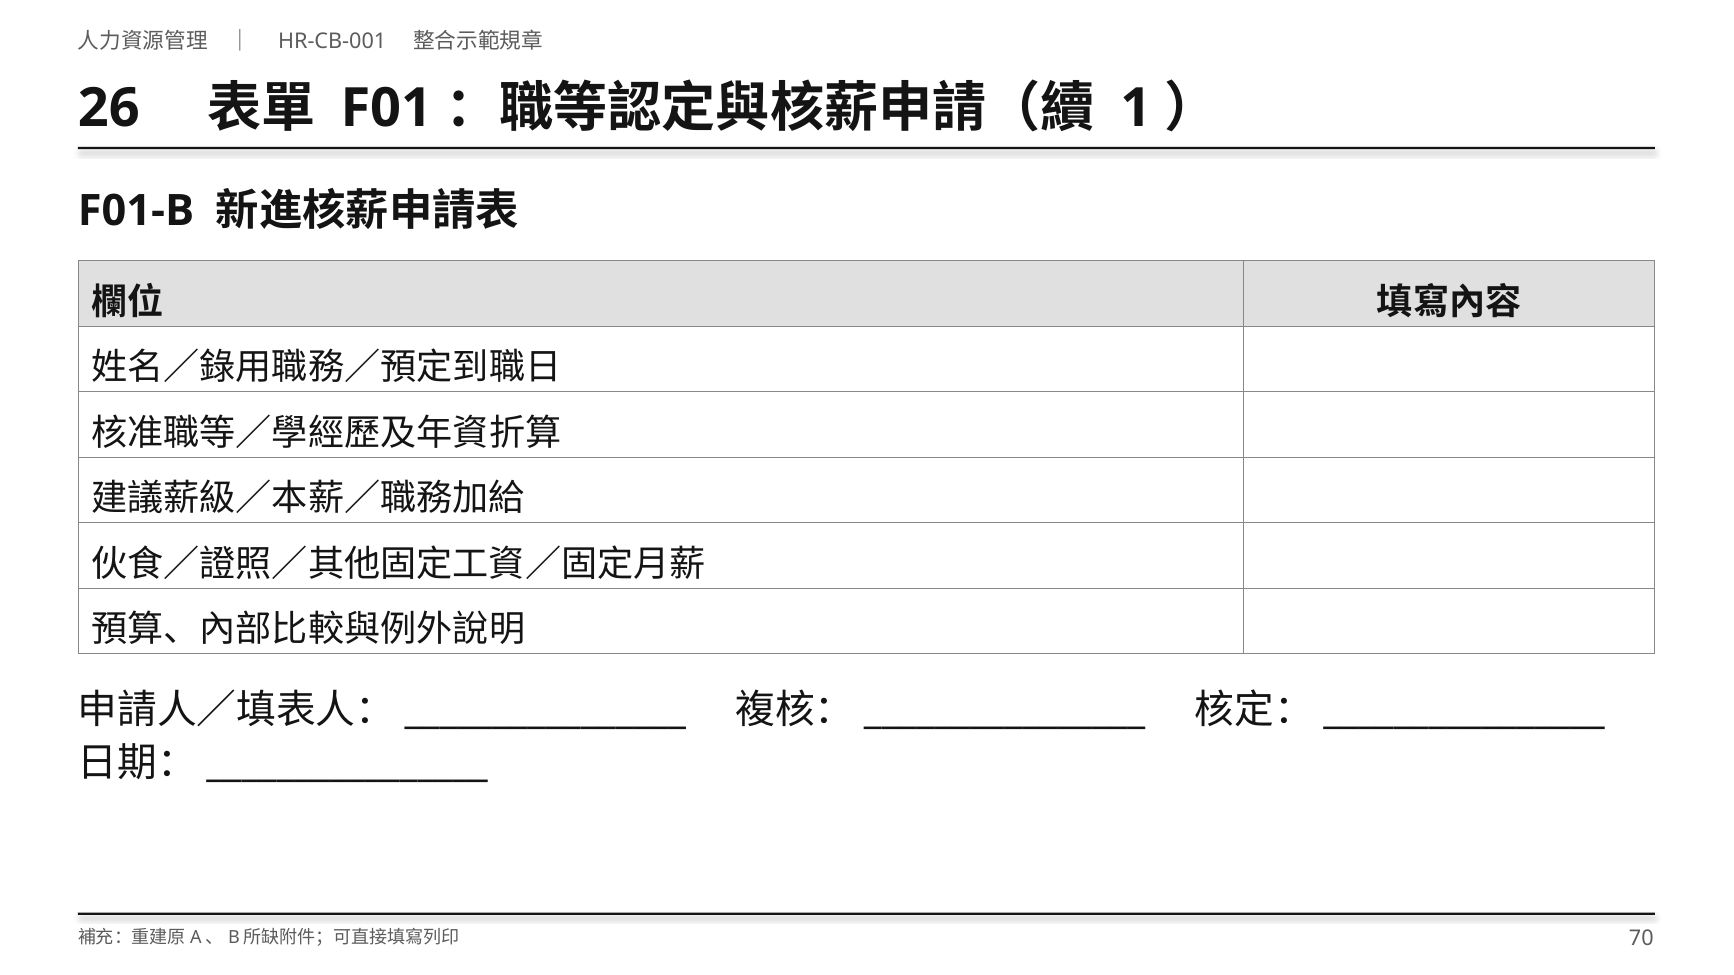 人力資源管理 ｜ HR-CB-001 整合示範規章
26 表單 F01：職等認定與核薪申請（續 1）
F01-B 新進核薪申請表
欄位 填寫內容
姓名／錄用職務／預定到職日
核准職等／學經歷及年資折算
建議薪級／本薪／職務加給
伙食／證照／其他固定工資／固定月薪
預算、內部比較與例外說明
申請人／填表人：________________ 複核：________________ 核定：________________
日期：________________
補充：重建原 A、B 所缺附件；可直接填寫列印
70